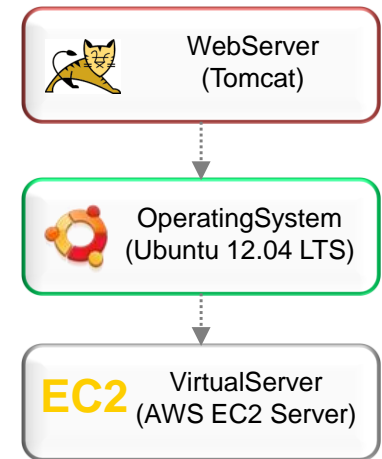 WebServer
(Tomcat)
OperatingSystem
(Ubuntu 12.04 LTS)
EC2
VirtualServer
(AWS EC2 Server)